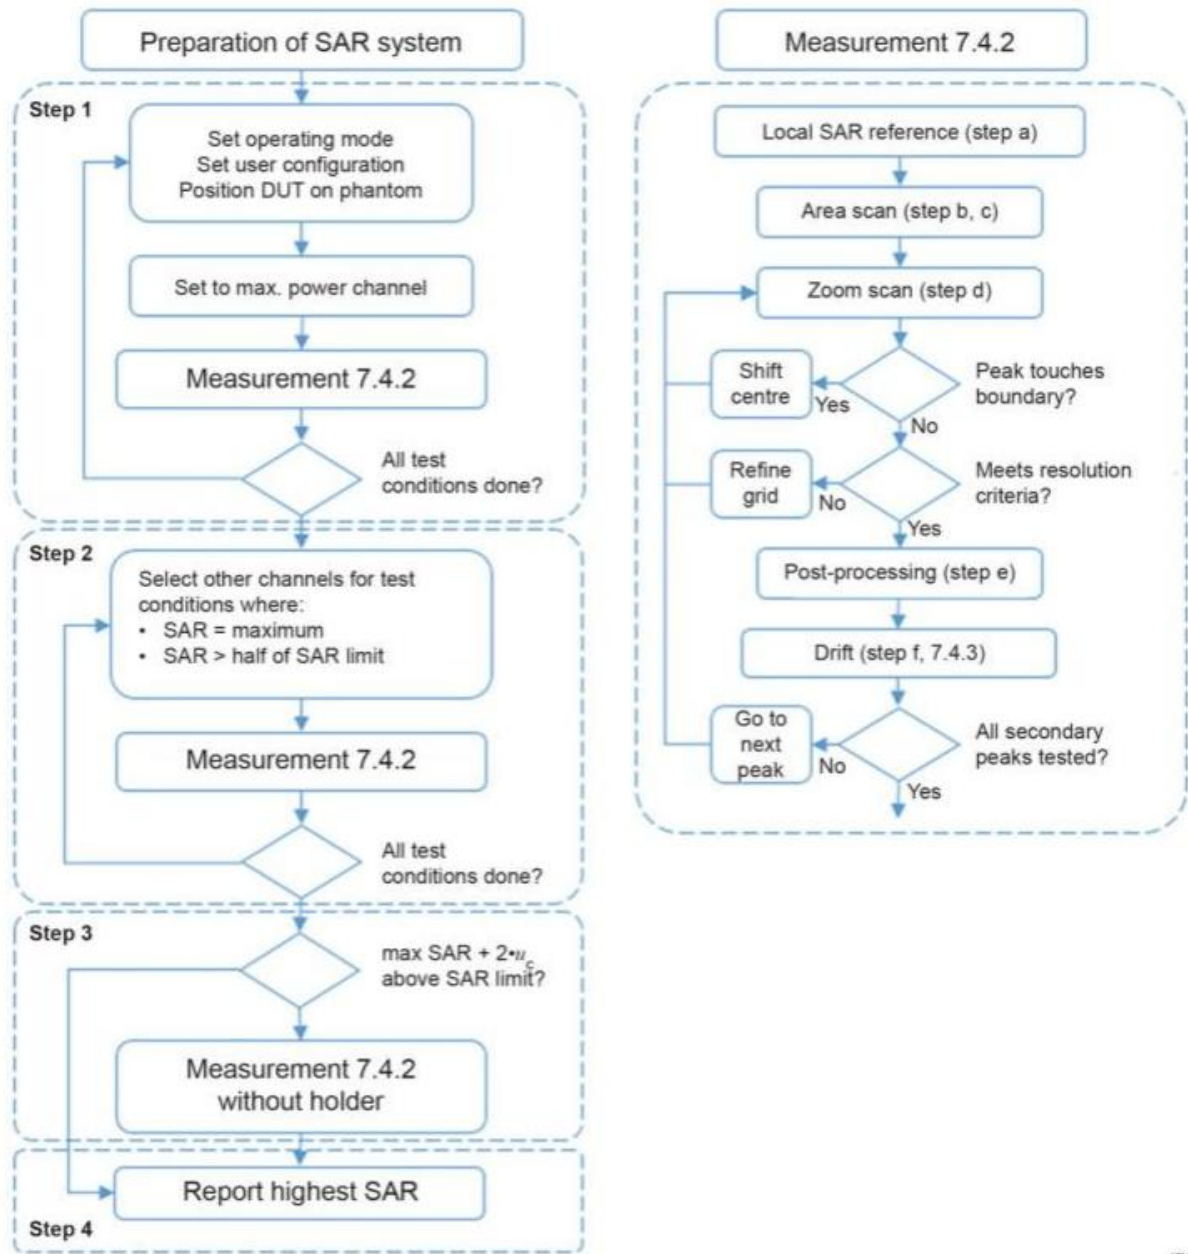 Preparation of SAR system
Step 1
Set operating mode
Set user configuration
Position DUT on phantom
Set to max. power channel
Measurement 7.4.2
All test
conditions done?
Step 2
Select other channels for test
conditions where:
• SAR = maximum
• SAR > half of SAR limit
Measurement 7.4.2
All test
conditions done?
Step 3
max SAR + 2•uc
above SAR limit?
Measurement 7.4.2
without holder
Report highest SAR
Step 4
Measurement 7.4.2
Local SAR reference (step a)
Area scan (step b, c)
Zoom scan (step d)
Shift
centre
Yes
Peak touches
boundary?
No
Refine
grid
No
Meets resolution
criteria?
Yes
Post-processing (step e)
Drift (step f, 7.4.3)
Go to
next
peak
No
All secondary
peaks tested?
Yes